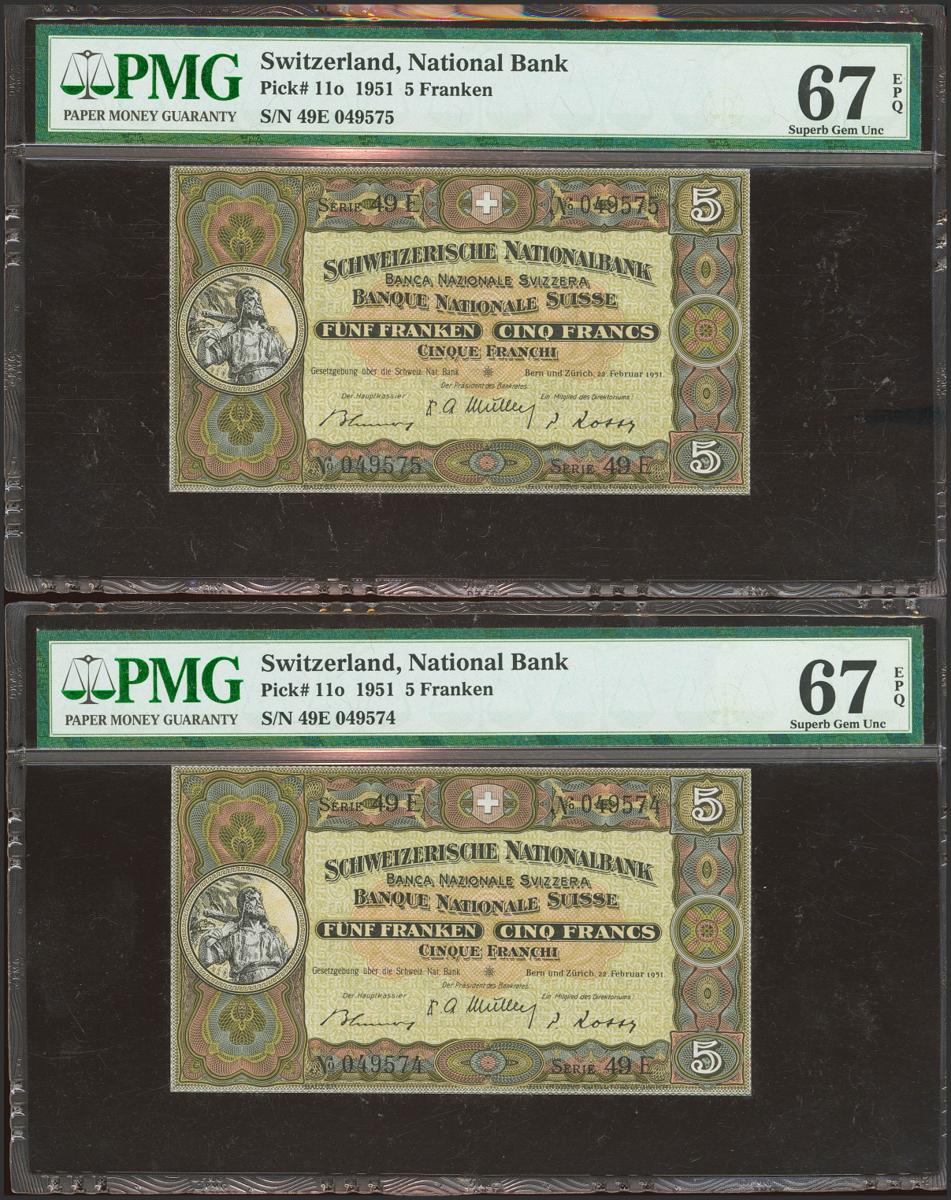 PMG
PAPER MONEY GUARANTY
Switzerland, National Bank
Pick# 11o 1951 5 Franken
S/N 49E 049575
67 EPQ
Superb Gem Unc
SERIE 49 E
No 049575
5
SCHWEIZERISCHE NATIONALBANK
BANCA NAZIONALE SVIZZERA
BANQUE NATIONALE SUISSE
FÜNF FRANKEN CINQ FRANCS
CINQUE FRANCHI
Gesetzgebung über die Schweiz. Nat. Bank
Bern und Zürich, 22. Februar 1951.
Der Präsident des Bankrates:
Der Hauptkassier
Ein Mitglied des Direktoriums:
No 049575
SERIE 49 E
5
PMG
PAPER MONEY GUARANTY
Switzerland, National Bank
Pick# 11o 1951 5 Franken
S/N 49E 049574
67 EPQ
Superb Gem Unc
SERIE 49 E
No 049574
5
SCHWEIZERISCHE NATIONALBANK
BANCA NAZIONALE SVIZZERA
BANQUE NATIONALE SUISSE
FÜNF FRANKEN CINQ FRANCS
CINQUE FRANCHI
Gesetzgebung über die Schweiz. Nat. Bank
Bern und Zürich, 22. Februar 1951.
Der Präsident des Bankrates:
Der Hauptkassier
Ein Mitglied des Direktoriums:
No 049574
SERIE 49 E
5